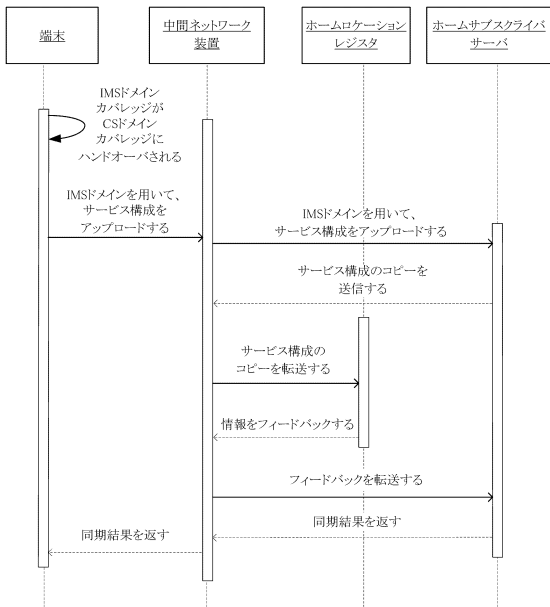 端末
中間ネットワーク
装置
ホームロケーション
レジスタ
ホームサブスクライバ
サーバ
IMSドメイン
カバレッジが
CSドメイン
カバレッジに
ハンドオーバされる
IMSドメインを用いて、
サービス構成を
アップロードする
IMSドメインを用いて、
サービス構成をアップロードする
サービス構成のコピーを
送信する
サービス構成の
コピーを転送する
情報をフィードバックする
フィードバックを転送する
同期結果を返す
同期結果を返す